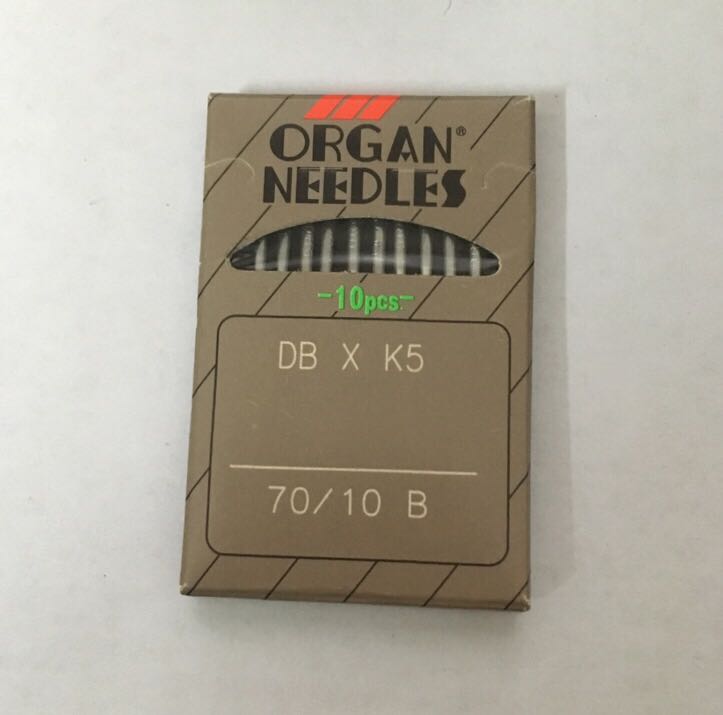 ORGAN®
NEEDLES
-10pcs-
DB X K5
70/10 B